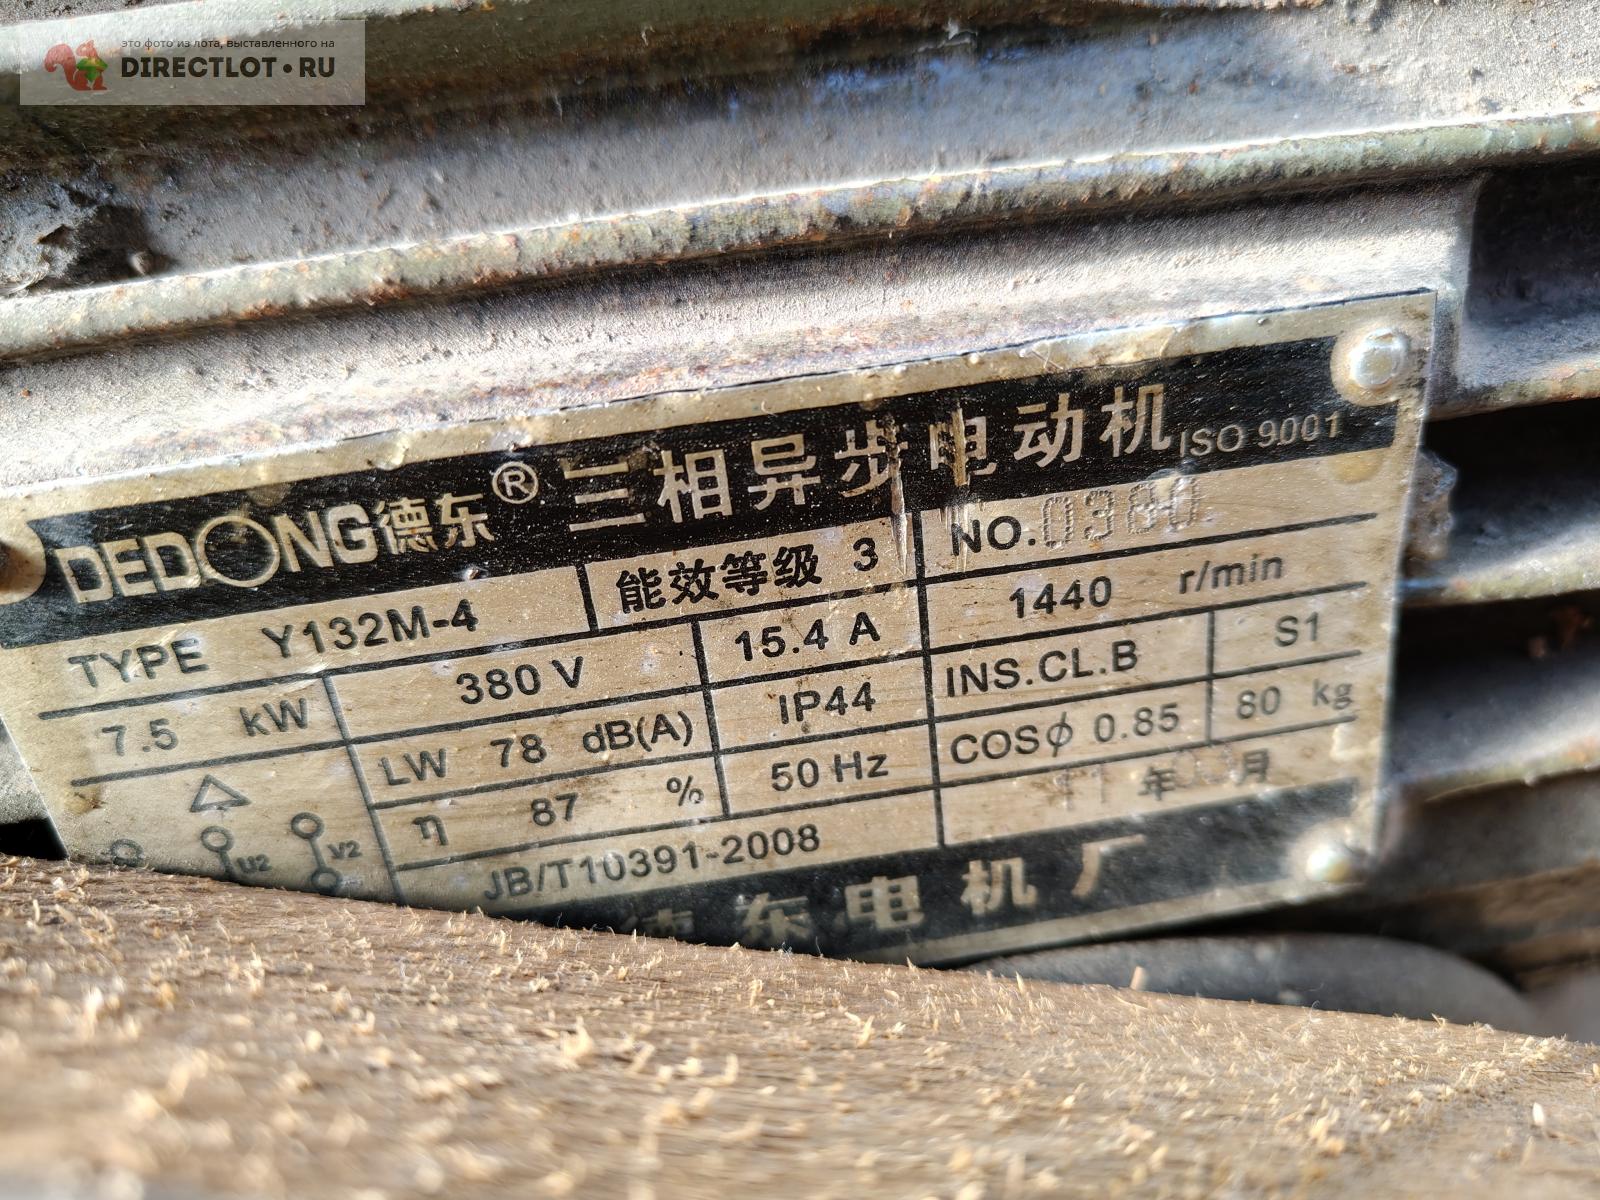 это фото из лота, выставленного на
DIRECTLOT•RU
DEDONG德东® 三相异步电动机 ISO 9001
TYPE Y132M-4 能效等级 3 NO.0380
7.5 kW 380 V 15.4 A 1440 r/min
△ LW 78 dB(A) IP44 INS.CL.B S1
η 87 % 50 Hz COSφ 0.85 80 kg
U2 V2 JB/T10391-2008 11 年 月
德东电机厂